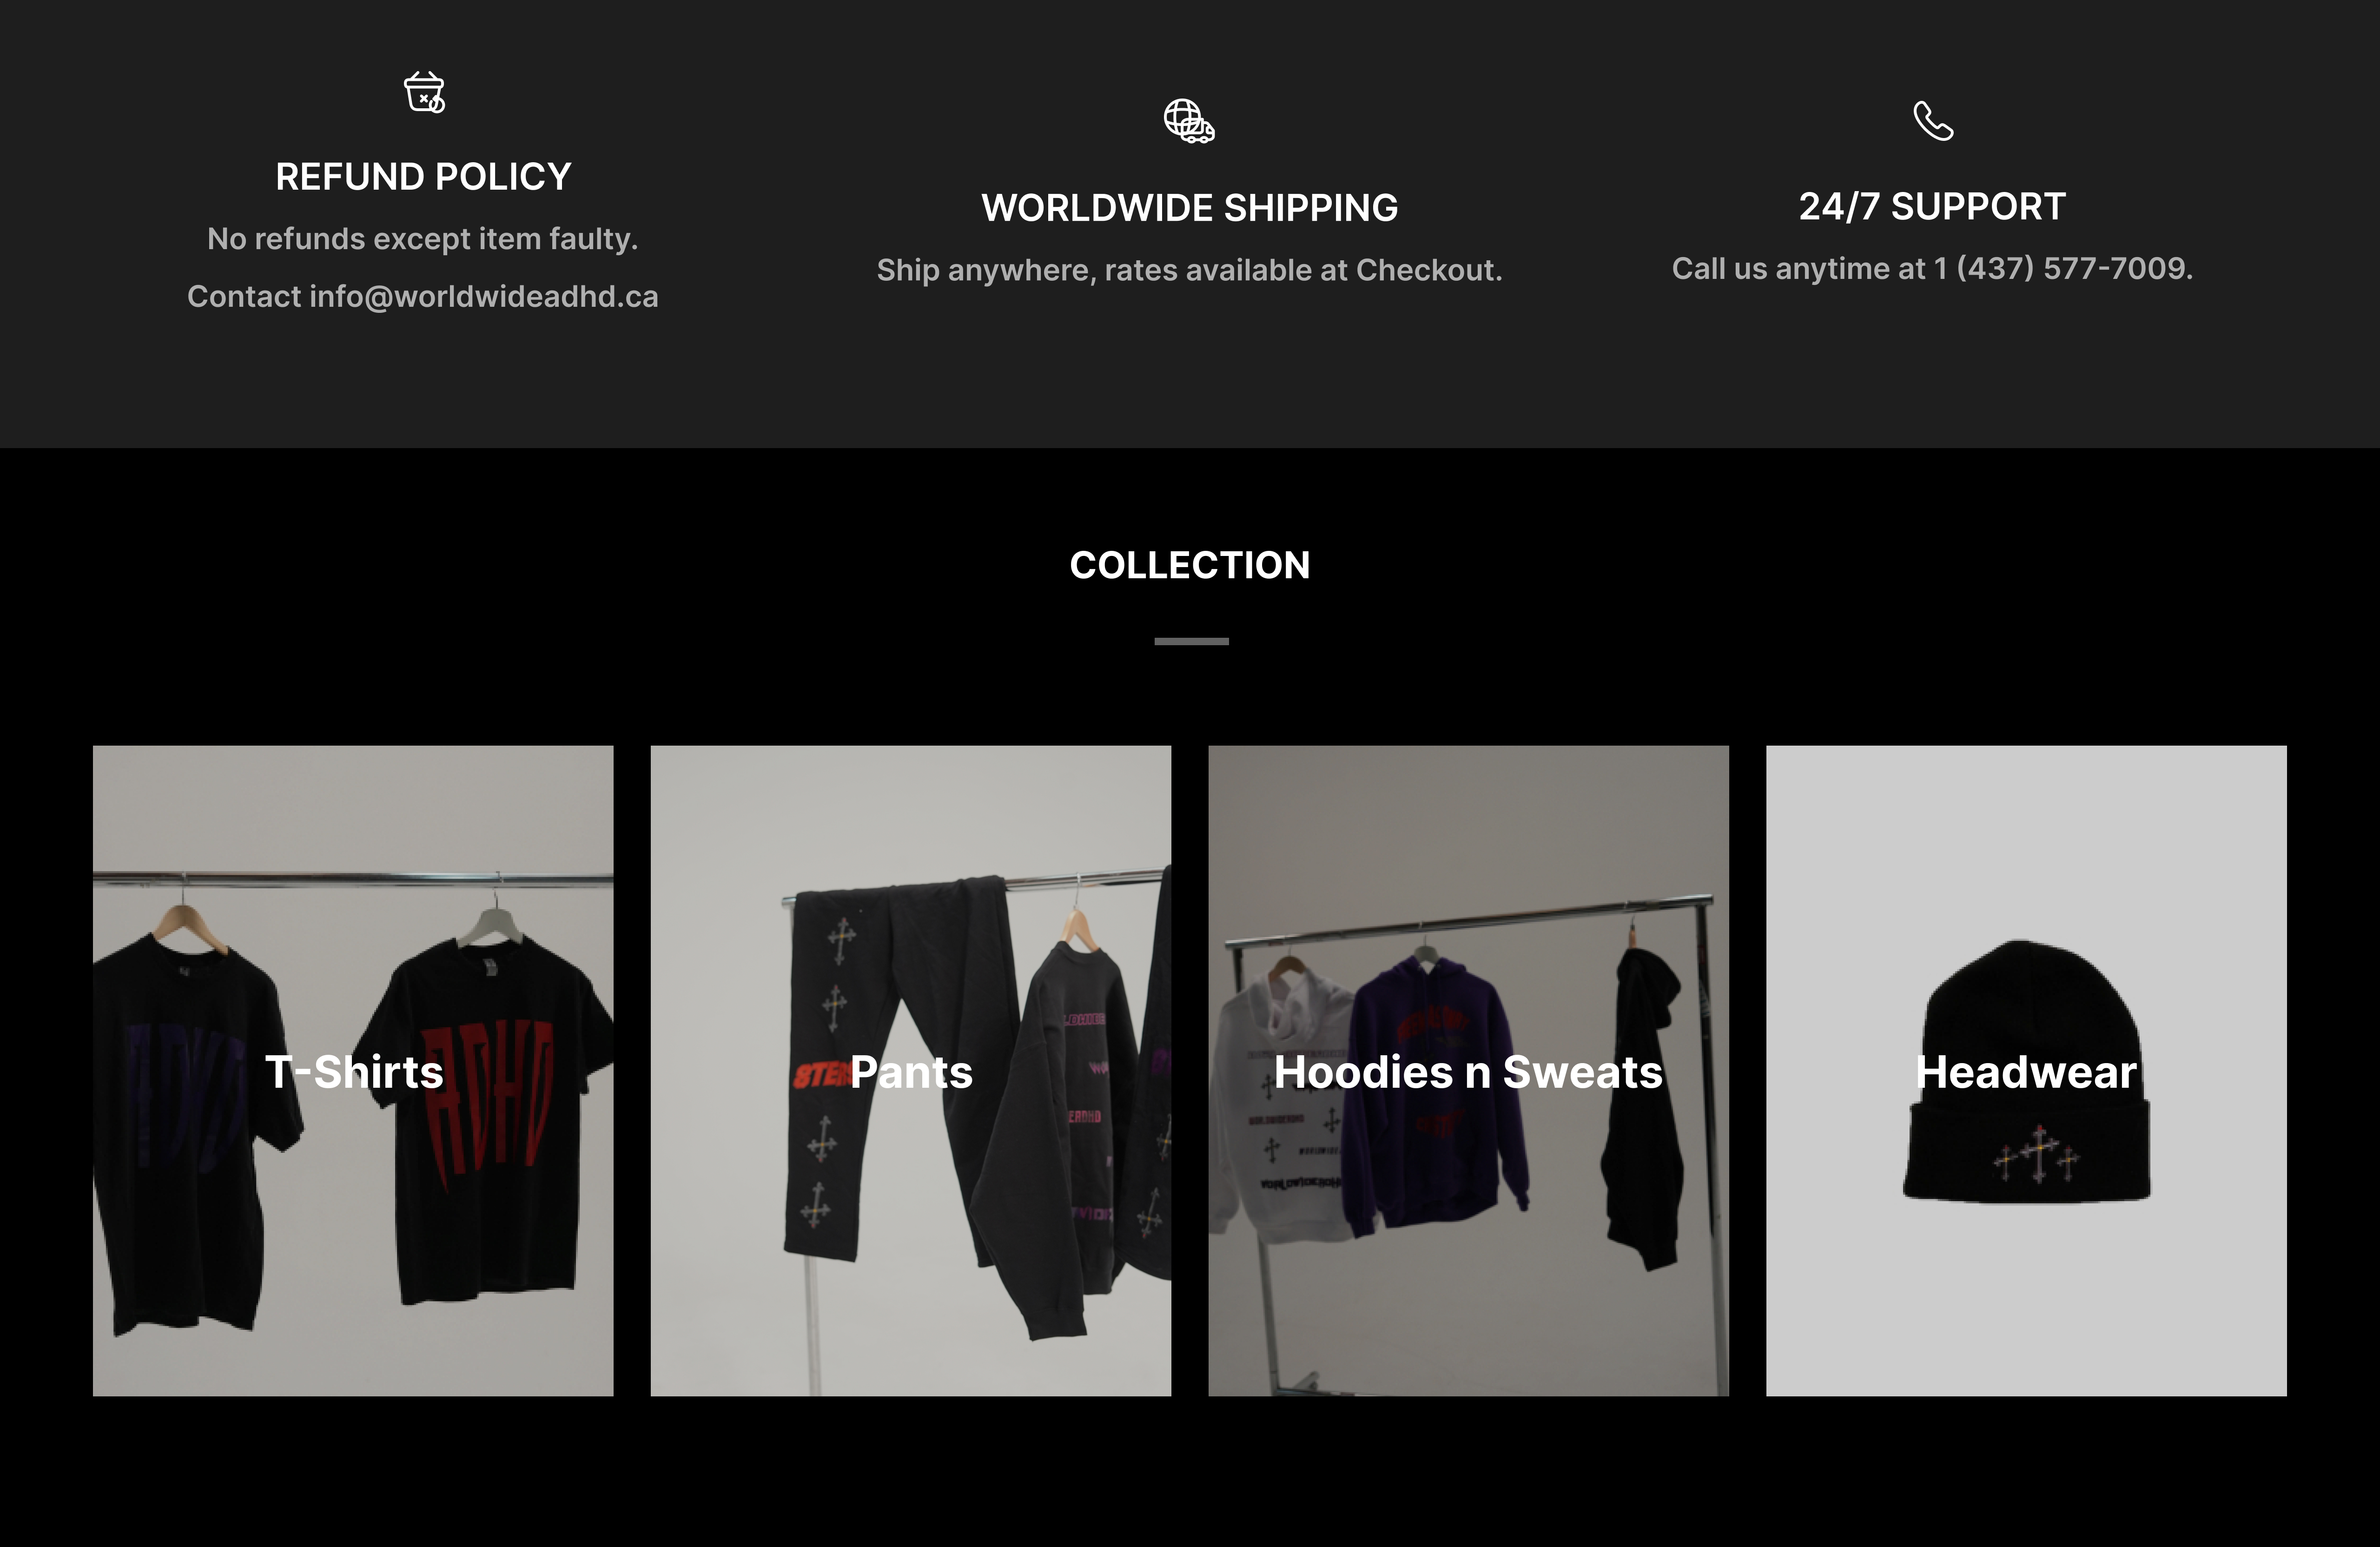 REFUND POLICY
No refunds except item faulty.
Contact info@worldwideadhd.ca
WORLDWIDE SHIPPING
Ship anywhere, rates available at Checkout.
24/7 SUPPORT
Call us anytime at 1 (437) 577-7009.
COLLECTION
ADHD
ADHD
T-Shirts
Pants
Hoodies n Sweats
WORLDWIDEADHD
Headwear